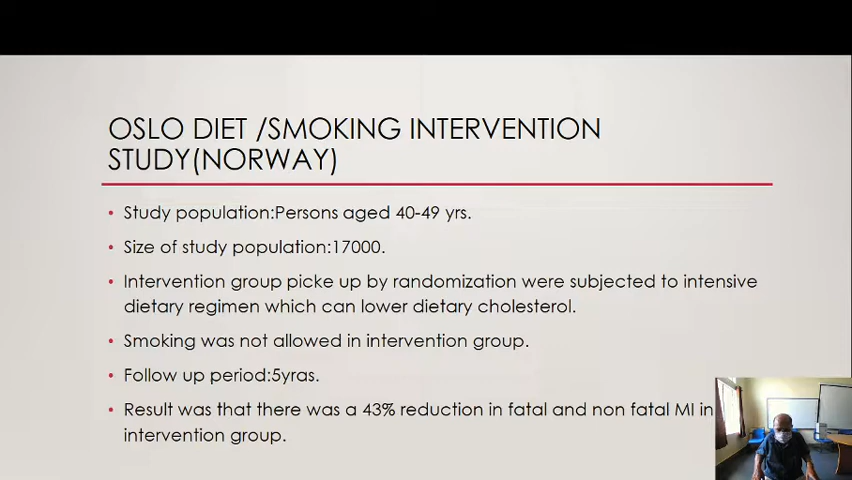 OSLO DIET /SMOKING INTERVENTION
STUDY(NORWAY)
• Study population:Persons aged 40-49 yrs.
• Size of study population:17000.
• Intervention group picke up by randomization were subjected to intensive
dietary regimen which can lower dietary cholesterol.
• Smoking was not allowed in intervention group.
• Follow up period:5yras.
• Result was that there was a 43% reduction in fatal and non fatal MI in
intervention group.